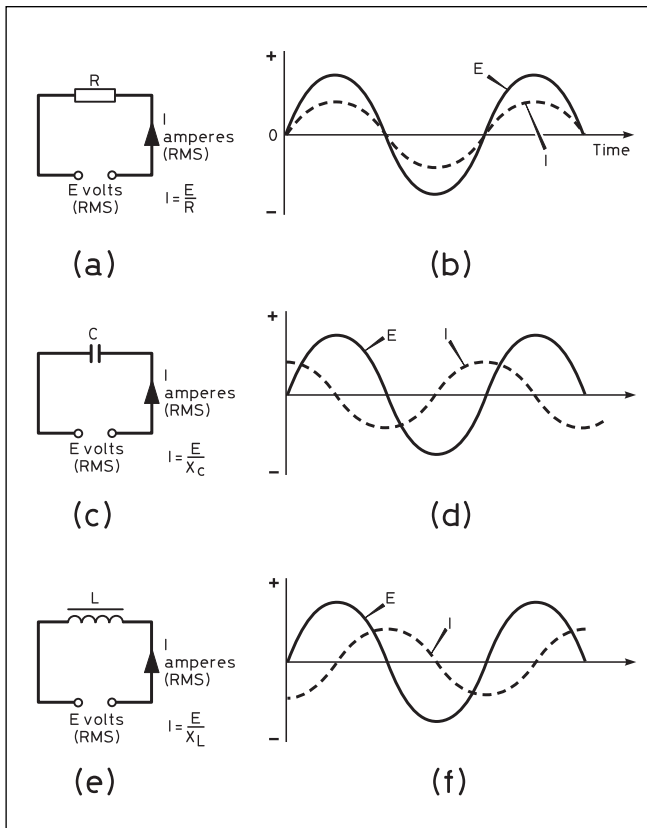 R
I
amperes
(RMS)
E volts
(RMS)
I = E/R
(a)
+
E
0
I
Time
−
(b)
C
I
amperes
(RMS)
E volts
(RMS)
I = E/Xc
(c)
+
E
I
−
(d)
L
I
amperes
(RMS)
E volts
(RMS)
I = E/XL
(e)
+
E
I
−
(f)